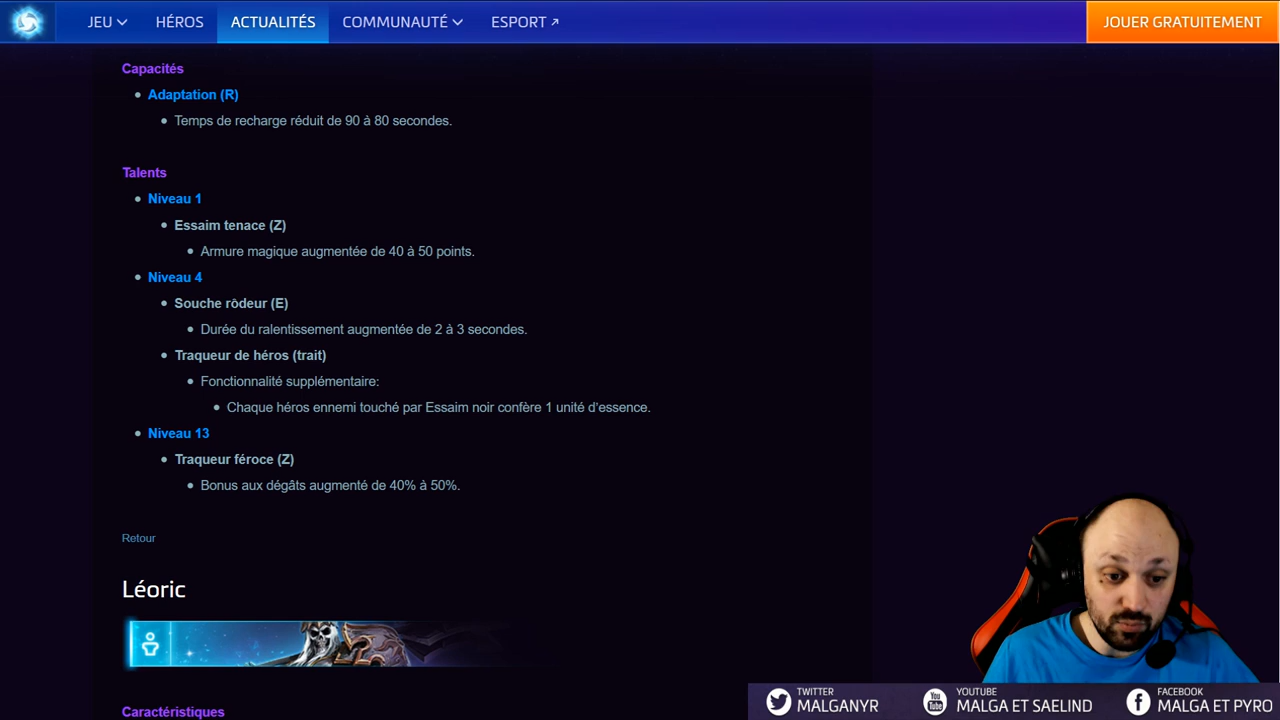 JEU HÉROS ACTUALITÉS COMMUNAUTÉ ESPORT JOUER GRATUITEMENT
Capacités
Adaptation (R)
Temps de recharge réduit de 90 à 80 secondes.
Talents
Niveau 1
Essaim tenace (Z)
Armure magique augmentée de 40 à 50 points.
Niveau 4
Souche rôdeur (E)
Durée du ralentissement augmentée de 2 à 3 secondes.
Traqueur de héros (trait)
Fonctionnalité supplémentaire:
Chaque héros ennemi touché par Essaim noir confère 1 unité d'essence.
Niveau 13
Traqueur féroce (Z)
Bonus aux dégâts augmenté de 40% à 50%.
Retour
Léoric
Caractéristiques
TWITTER
MALGANYR
You Tube
YOUTUBE
MALGA ET SAELIND
FACEBOOK
MALGA ET PYRO